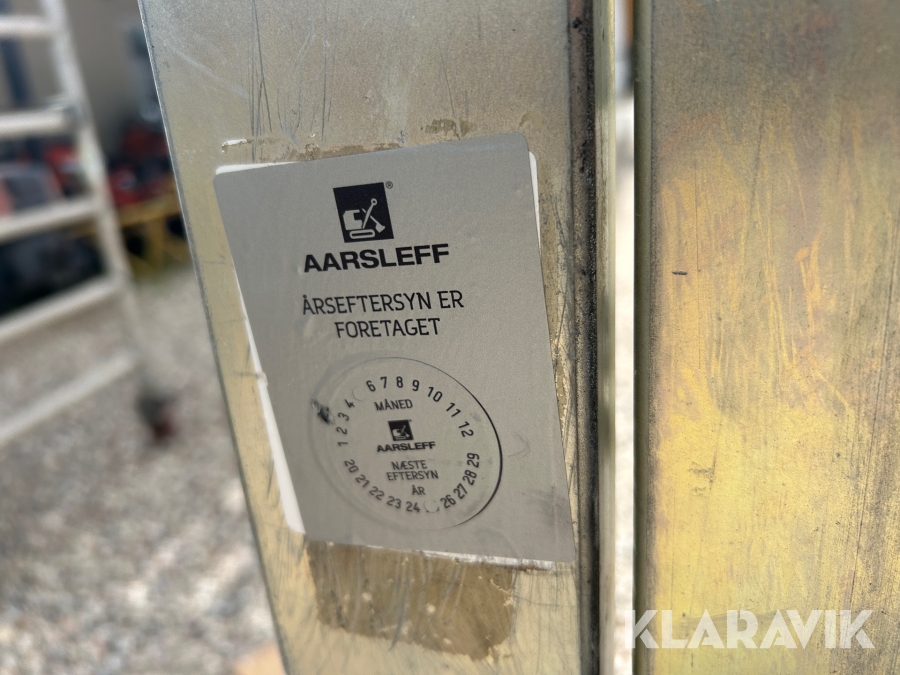 ®
AARSLEFF
ÅRSEFTERSYN ER
FORETAGET
1 2 3 4 6 7 8 9 10 11 12
MÅNED
AARSLEFF
NÆSTE
EFTERSYN
ÅR
20 21 22 23 24 26 27 28 29
KLARAVIK